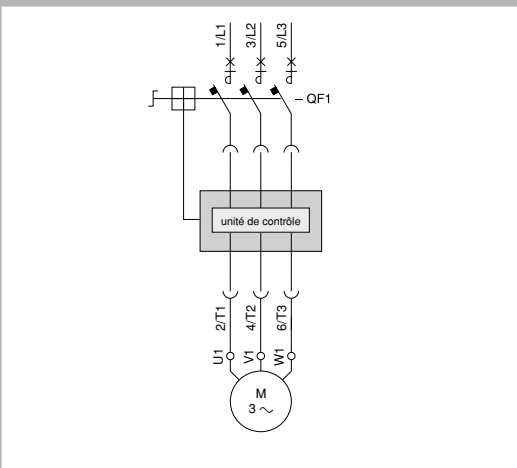 1/L1
3/L2
5/L3
– QF1
unité de contrôle
2/T1
4/T2
6/T3
U1
V1
W1
M
3 ~